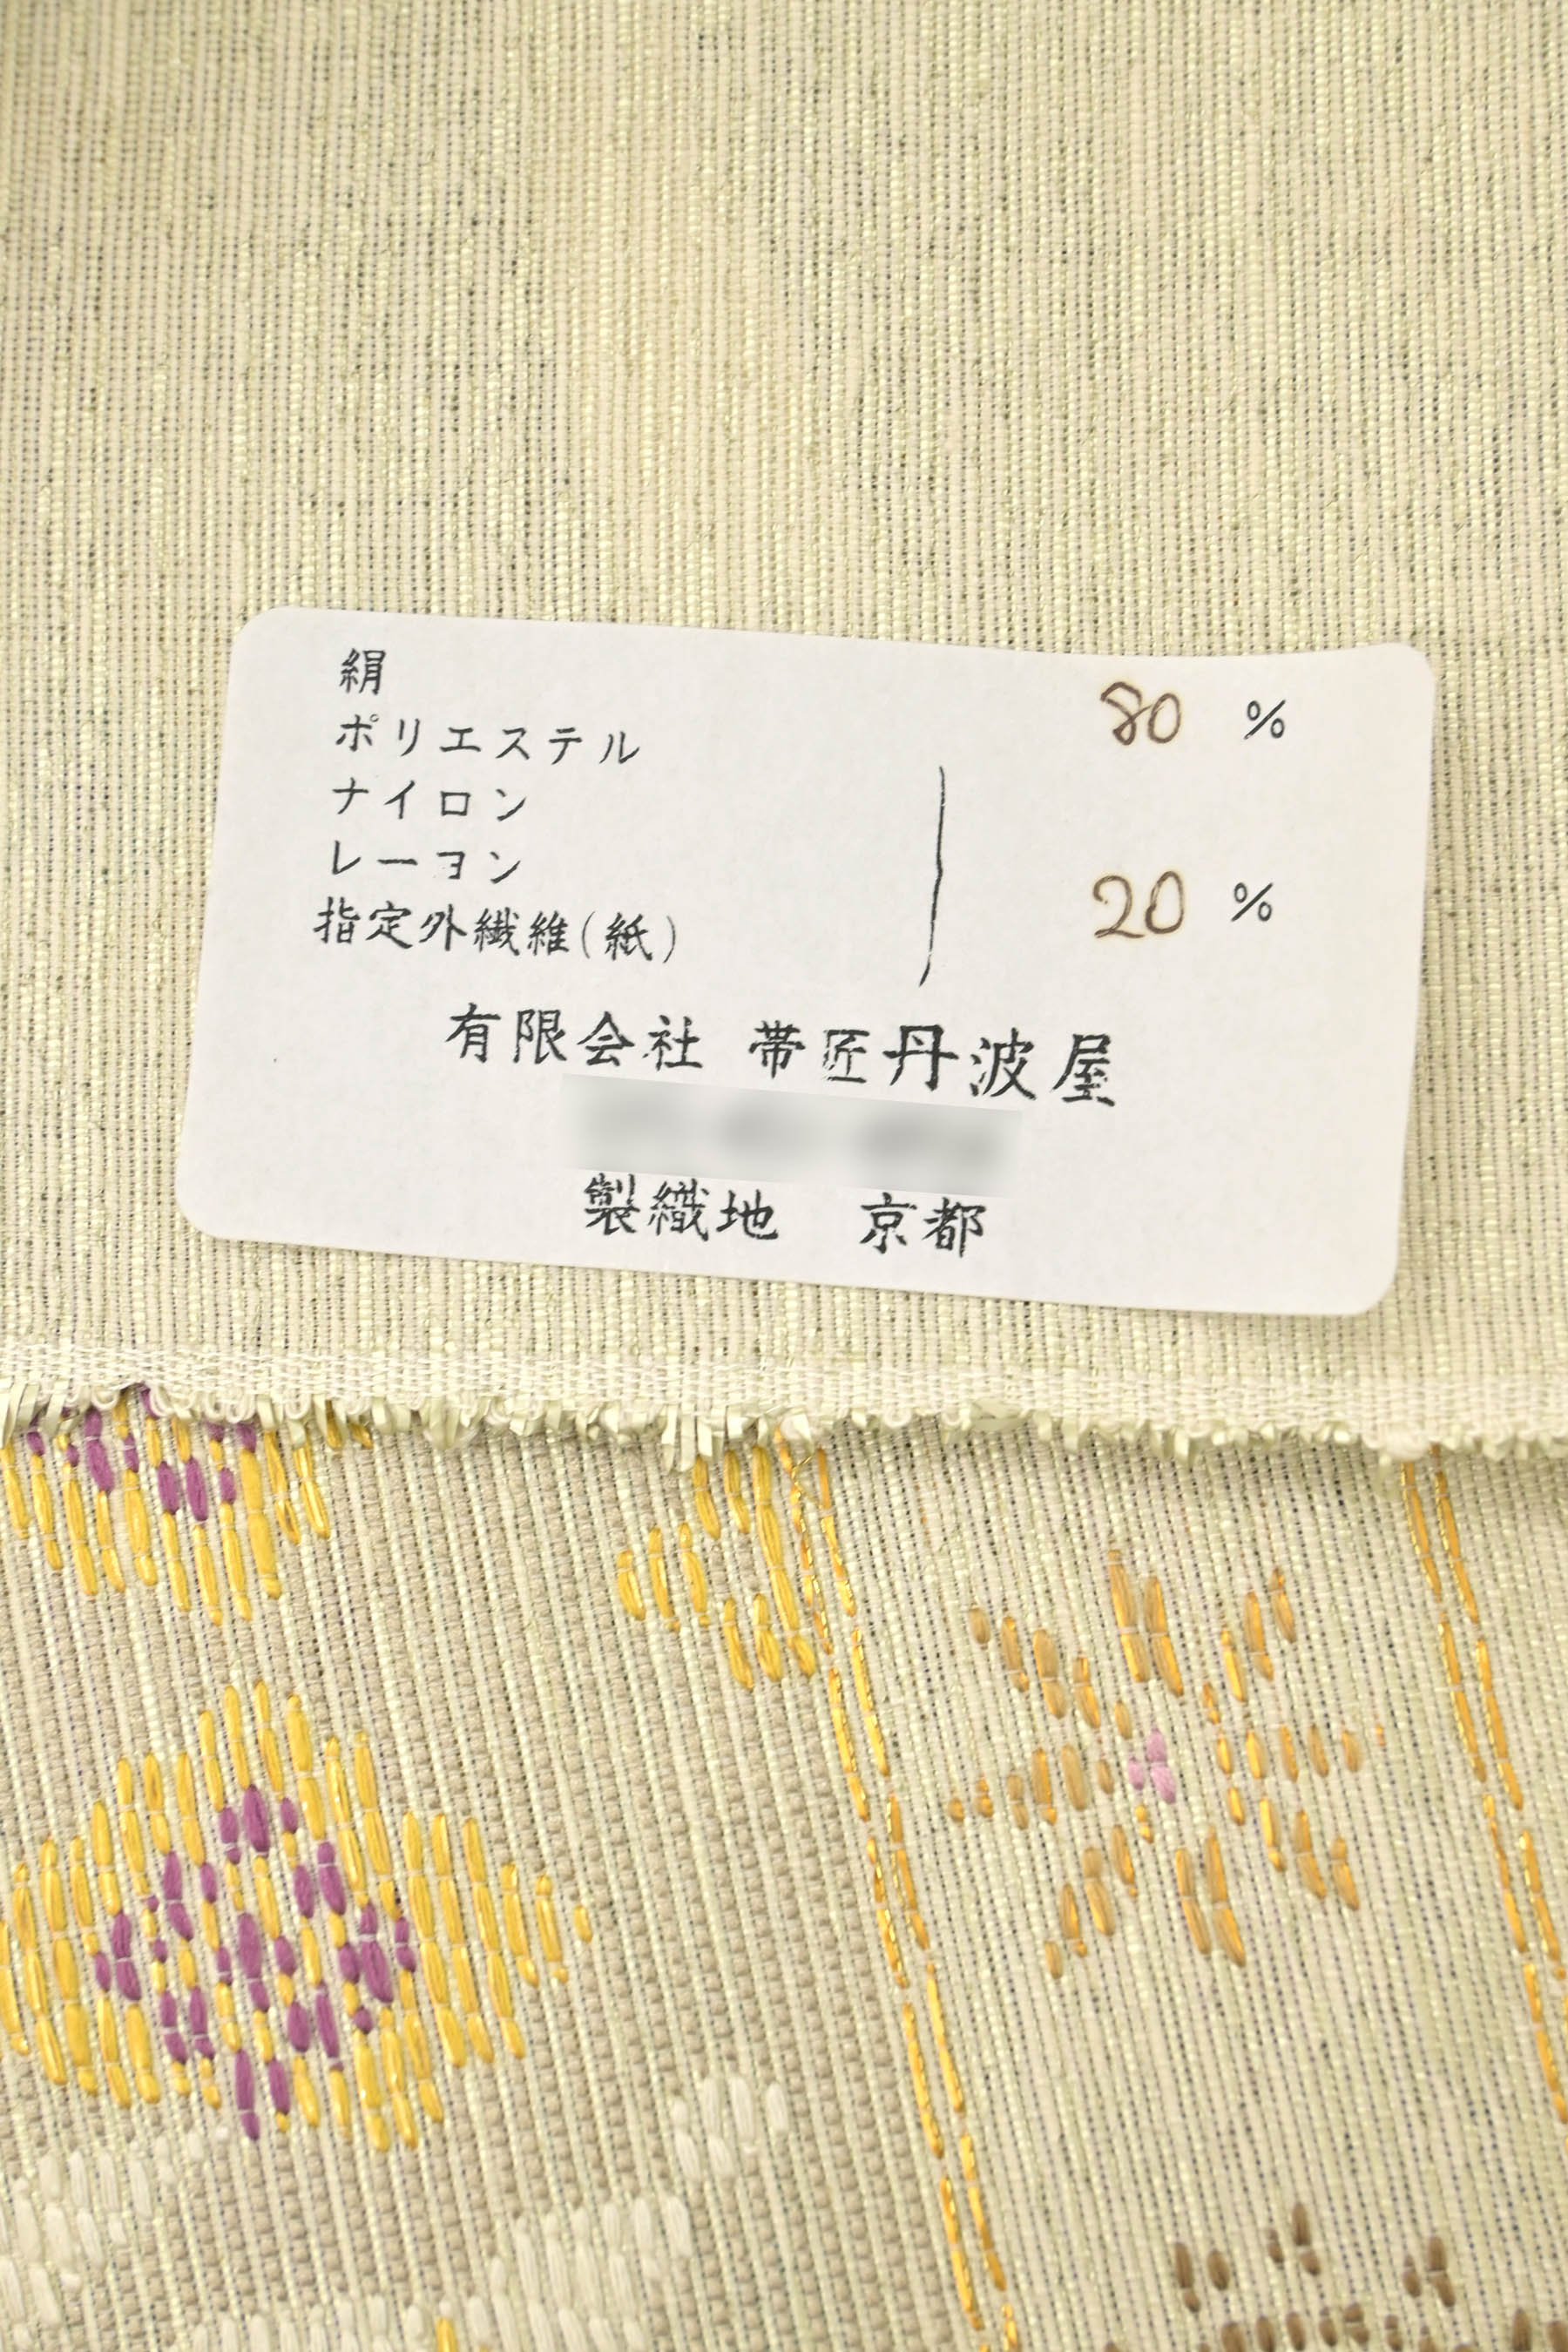 絹 80 %
ポリエステル
ナイロン
レーヨン 20 %
指定外繊維(紙)
有限会社 帯匠丹波屋
製織地 京都